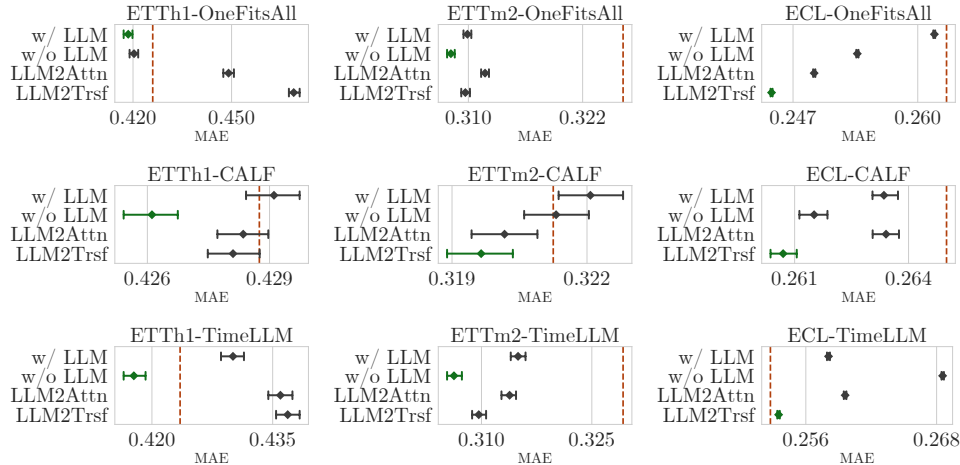 ETTh1-OneFitsAll
w/ LLM
w/o LLM
LLM2Attn
LLM2Trsf
0.420 0.450
MAE
ETTm2-OneFitsAll
w/ LLM
w/o LLM
LLM2Attn
LLM2Trsf
0.310 0.322
MAE
ECL-OneFitsAll
w/ LLM
w/o LLM
LLM2Attn
LLM2Trsf
0.247 0.260
MAE
ETTh1-CALF
w/ LLM
w/o LLM
LLM2Attn
LLM2Trsf
0.426 0.429
MAE
ETTm2-CALF
w/ LLM
w/o LLM
LLM2Attn
LLM2Trsf
0.319 0.322
MAE
ECL-CALF
w/ LLM
w/o LLM
LLM2Attn
LLM2Trsf
0.261 0.264
MAE
ETTh1-TimeLLM
w/ LLM
w/o LLM
LLM2Attn
LLM2Trsf
0.420 0.435
MAE
ETTm2-TimeLLM
w/ LLM
w/o LLM
LLM2Attn
LLM2Trsf
0.310 0.325
MAE
ECL-TimeLLM
w/ LLM
w/o LLM
LLM2Attn
LLM2Trsf
0.256 0.268
MAE